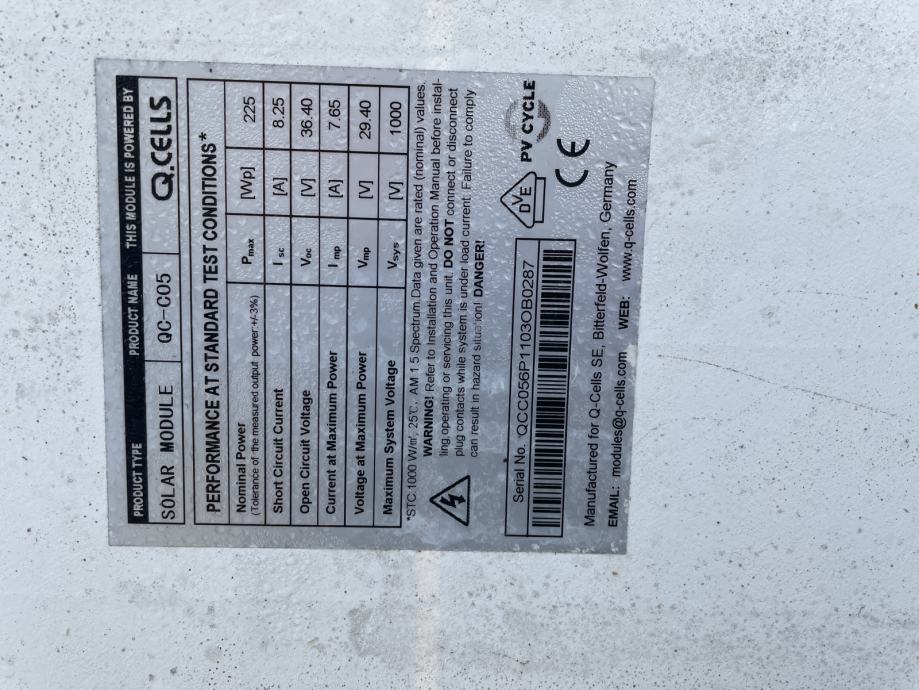 PRODUCT TYPE PRODUCT NAME THIS MODULE IS POWERED BY
SOLAR MODULE QC-C05 Q.CELLS
PERFORMANCE AT STANDARD TEST CONDITIONS*
Nominal Power Pmax [Wp] 225
(Tolerance of the measured output power:+/-3%)
Short Circuit Current Isc [A] 8.25
Open Circuit Voltage Voc [V] 36.40
Current at Maximum Power Imp [A] 7.65
Voltage at Maximum Power Vmp [V] 29.40
Maximum System Voltage Vsys [V] 1000
*STC 1000 W/m², 25℃, AM 1.5 Spectrum.Data given are rated (nominal) values.
WARNING! Refer to Installation and Operation Manual before instal-
ling,operating or servicing this unit. DO NOT connect or disconnect
plug contacts while system is under load current. Failure to comply
can result in hazard situation! DANGER!
Serial No. QCC056P1103OB0287
DVE PV CYCLE
CE
Manufactured for Q-Cells SE, Bitterfeld-Wolfen, Germany
EMAIL: modules@q-cells.com WEB: www.q-cells.com